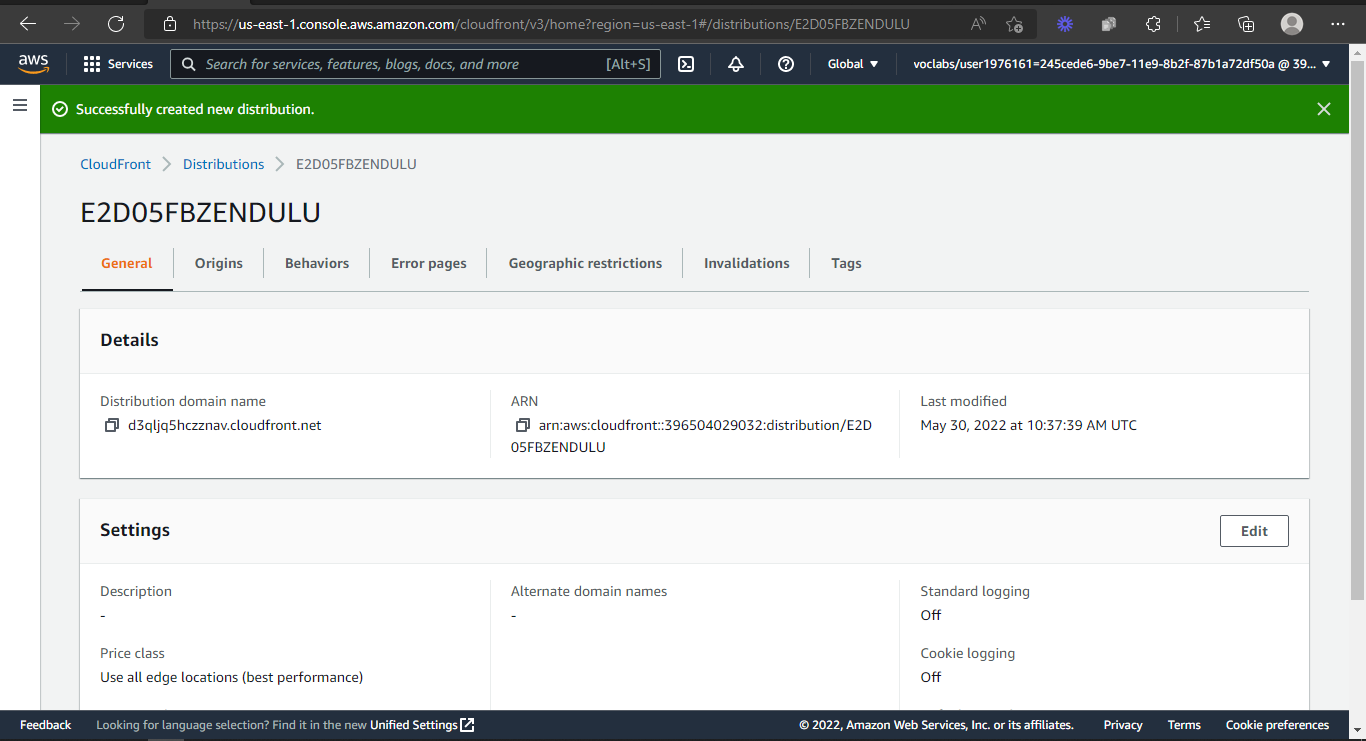 https://us-east-1.console.aws.amazon.com/cloudfront/v3/home?region=us-east-1#/distributions/E2D05FBZENDULU
aws
Services
Search for services, features, blogs, docs, and more
[Alt+S]
Global
voclabs/user1976161=245cede6-9be7-11e9-8b2f-87b1a72df50a @ 39...
Successfully created new distribution.
CloudFront
Distributions
E2D05FBZENDULU
E2D05FBZENDULU
General
Origins
Behaviors
Error pages
Geographic restrictions
Invalidations
Tags
Details
Distribution domain name
d3qljq5hczznav.cloudfront.net
ARN
arn:aws:cloudfront::396504029032:distribution/E2D
05FBZENDULU
Last modified
May 30, 2022 at 10:37:39 AM UTC
Settings
Edit
Description
-
Price class
Use all edge locations (best performance)
Alternate domain names
-
Standard logging
Off
Cookie logging
Off
Feedback
Looking for language selection? Find it in the new Unified Settings
© 2022, Amazon Web Services, Inc. or its affiliates.
Privacy
Terms
Cookie preferences